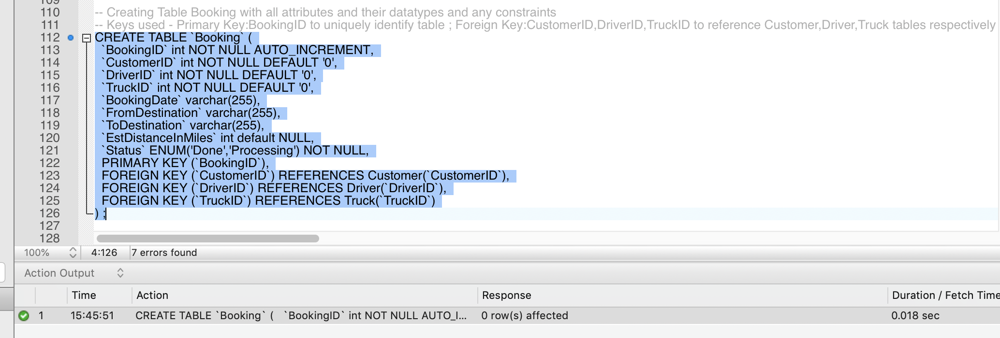 109
110 -- Creating Table Booking with all attributes and their datatypes and any constraints
111 -- Keys used - Primary Key:BookingID to uniquely identify table ; Foreign Key:CustomerID,DriverID,TruckID to reference Customer,Driver,Truck tables respectively
112 CREATE TABLE `Booking` (
113 `BookingID` int NOT NULL AUTO_INCREMENT,
114 `CustomerID` int NOT NULL DEFAULT '0',
115 `DriverID` int NOT NULL DEFAULT '0',
116 `TruckID` int NOT NULL DEFAULT '0',
117 `BookingDate` varchar(255),
118 `FromDestination` varchar(255),
119 `ToDestination` varchar(255),
120 `EstDistanceInMiles` int default NULL,
121 `Status` ENUM('Done','Processing') NOT NULL,
122 PRIMARY KEY (`BookingID`),
123 FOREIGN KEY (`CustomerID`) REFERENCES Customer(`CustomerID`),
124 FOREIGN KEY (`DriverID`) REFERENCES Driver(`DriverID`),
125 FOREIGN KEY (`TruckID`) REFERENCES Truck(`TruckID`)
126 ) ;
127
128
100% 4:126 7 errors found
Action Output
Time Action Response Duration / Fetch Time
1 15:45:51 CREATE TABLE `Booking` ( `BookingID` int NOT NULL AUTO_I... 0 row(s) affected 0.018 sec